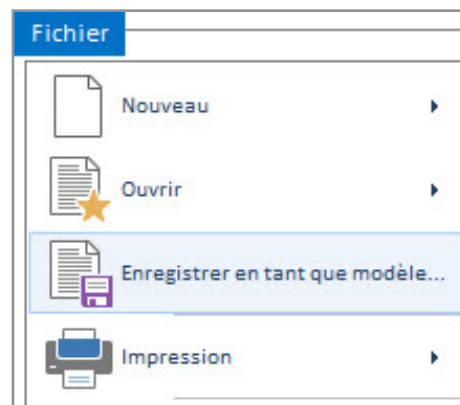 Fichier
Nouveau
Ouvrir
Enregistrer en tant que modèle...
Impression